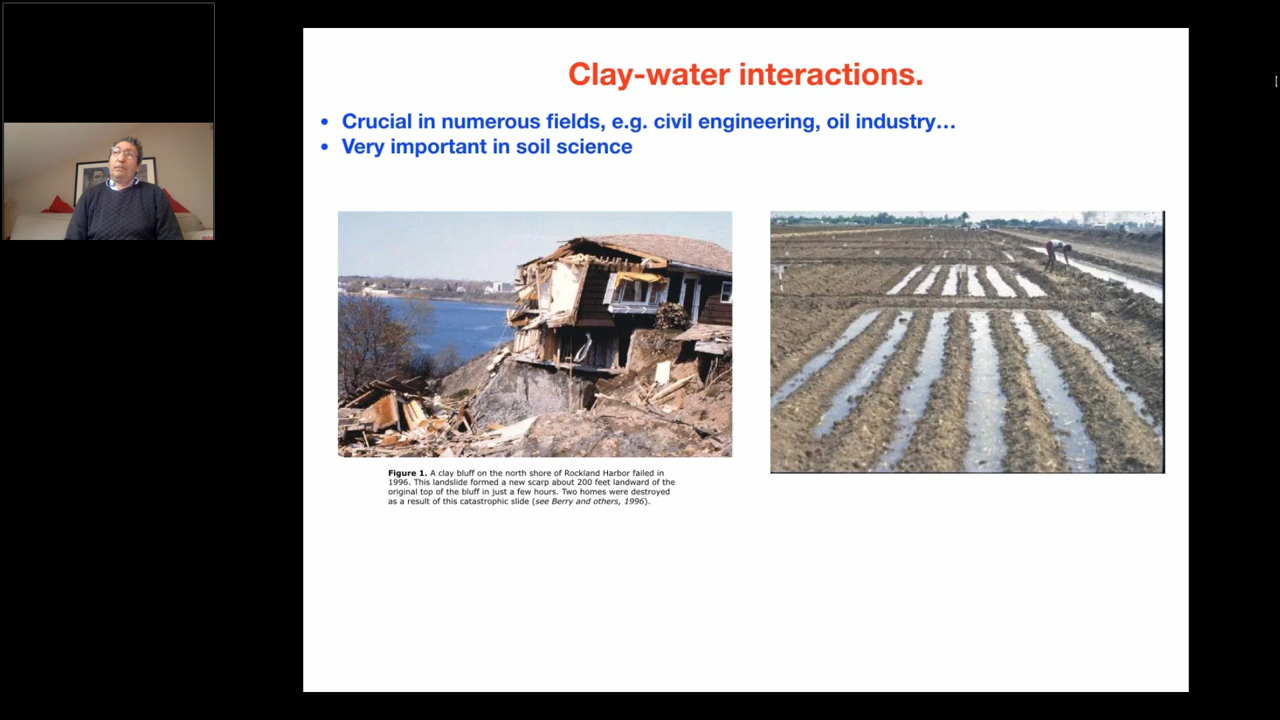 Clay-water interactions.
• Crucial in numerous fields, e.g. civil engineering, oil industry…
• Very important in soil science
Figure 1. A clay bluff on the north shore of Rockland Harbor failed in
1996. This landslide formed a new scarp about 200 feet landward of the
original top of the bluff in just a few hours. Two homes were destroyed
as a result of this catastrophic slide (see Berry and others, 1996).